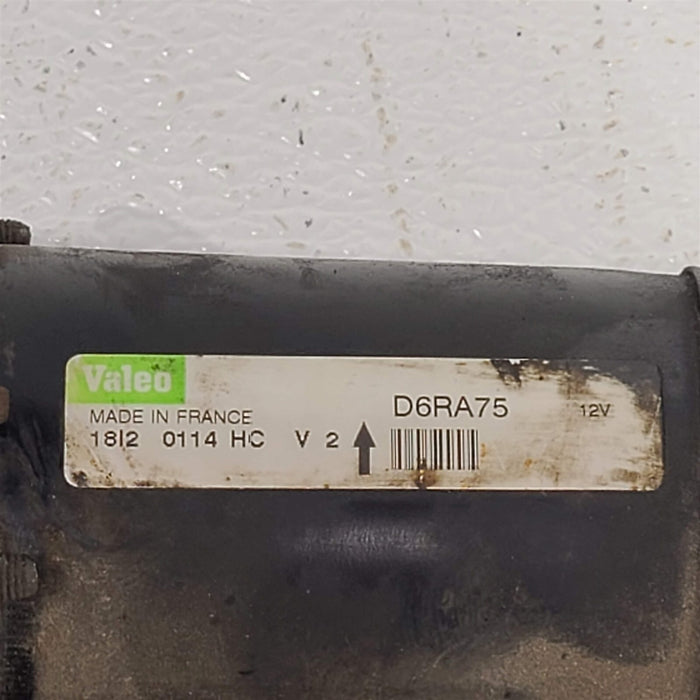 Valeo
MADE IN FRANCE
18I2 0114 HC V 2
D6RA75 12V